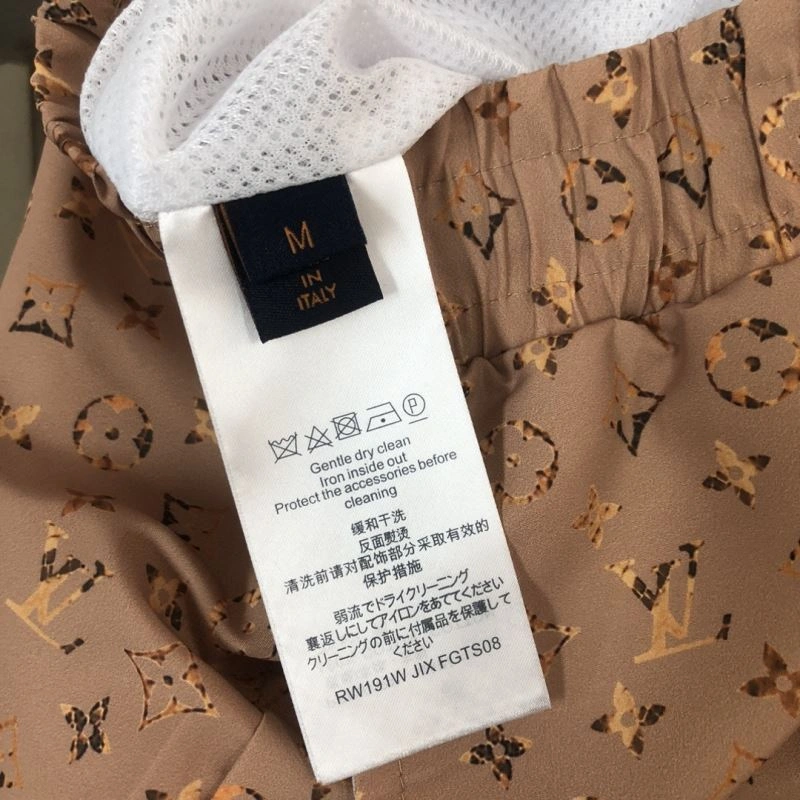 M
IN
ITALY
P
Gentle dry clean
Iron inside out
Protect the accessories before
cleaning
缓和干洗
反面熨烫
清洗前请对配饰部分采取有效的
保护措施
弱流でドライクリーニング
裏返しにしてアイロンをあててください
クリーニングの前に付属品を保護して
ください
RW191W JIX FGTS08